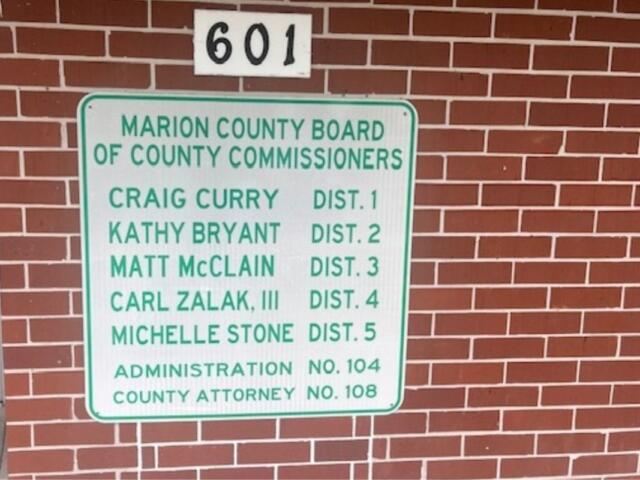 601
MARION COUNTY BOARD
OF COUNTY COMMISSIONERS
CRAIG CURRY DIST. 1
KATHY BRYANT DIST. 2
MATT McCLAIN DIST. 3
CARL ZALAK, III DIST. 4
MICHELLE STONE DIST. 5
ADMINISTRATION NO. 104
COUNTY ATTORNEY NO. 108